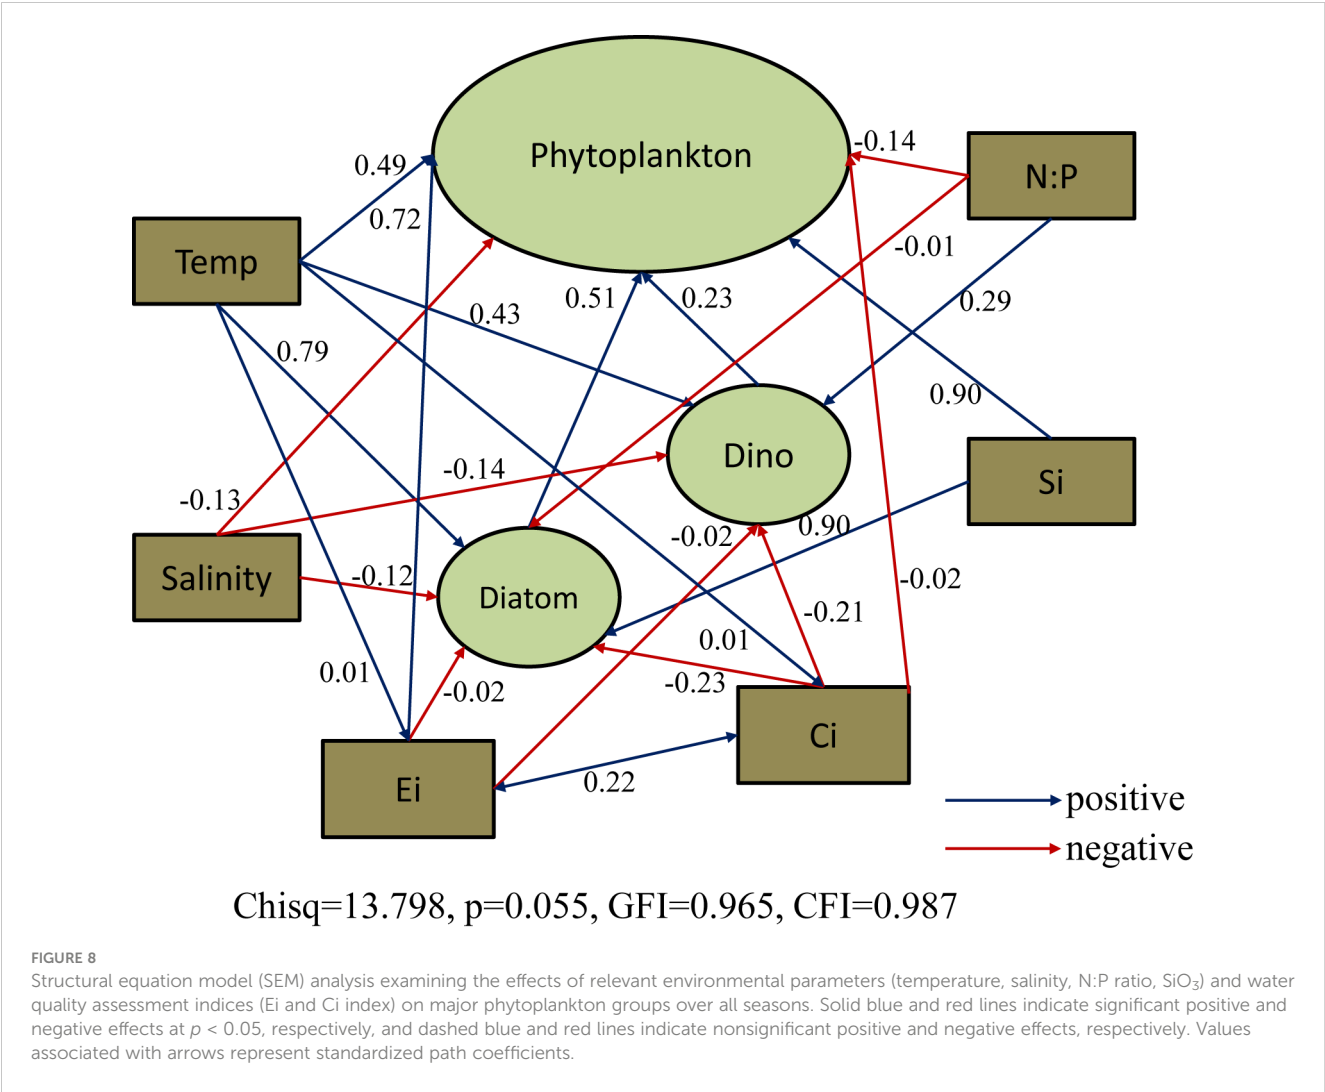 Phytoplankton
-0.14
N:P
0.49
0.72
-0.01
Temp
0.51
0.23
0.29
0.43
0.79
0.90
Dino
-0.14
Si
-0.13
-0.02
0.90
Salinity
-0.12
Diatom
-0.02
-0.21
0.01
0.01
-0.23
-0.02
Ci
0.22
Ei
positive
negative
Chisq=13.798, p=0.055, GFI=0.965, CFI=0.987
FIGURE 8
Structural equation model (SEM) analysis examining the effects of relevant environmental parameters (temperature, salinity, N:P ratio, SiO₃) and water
quality assessment indices (Ei and Ci index) on major phytoplankton groups over all seasons. Solid blue and red lines indicate significant positive and
negative effects at p < 0.05, respectively, and dashed blue and red lines indicate nonsignificant positive and negative effects, respectively. Values
associated with arrows represent standardized path coefficients.